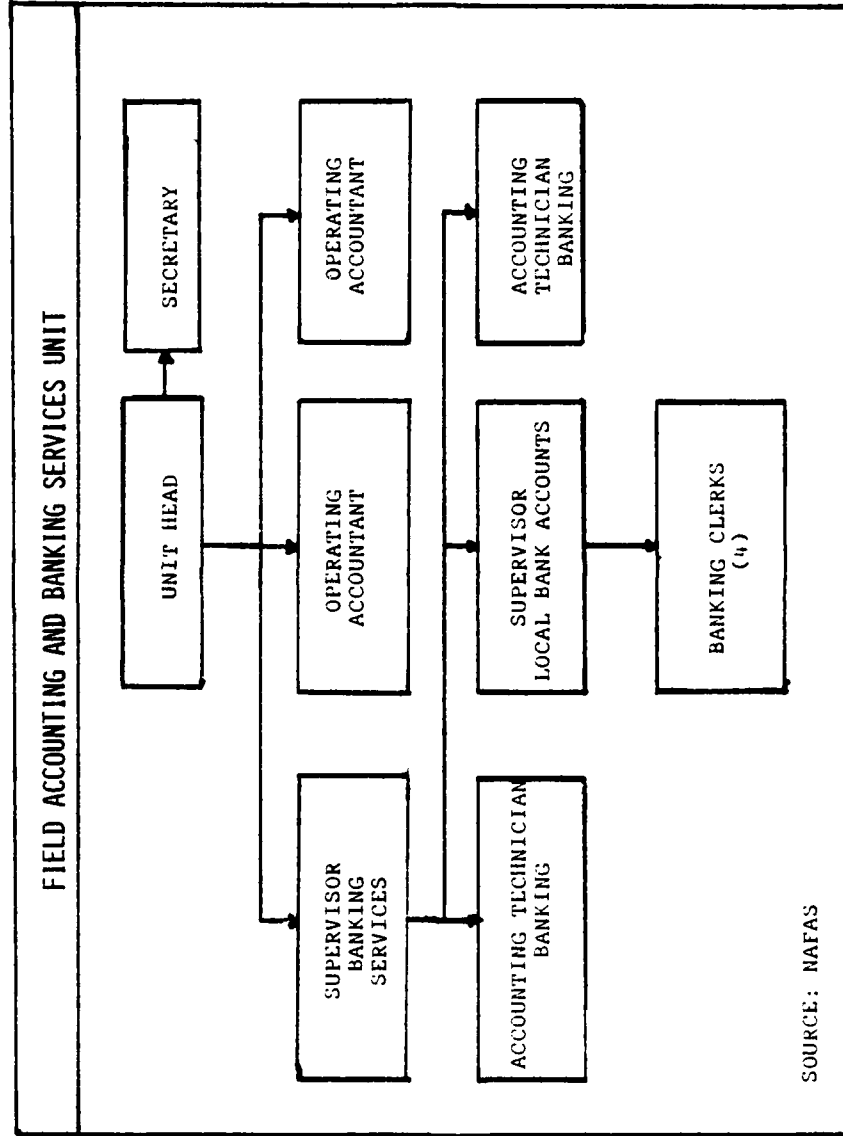 FIELD ACCOUNTING AND BANKING SERVICES UNIT
UNIT HEAD
SECRETARY
SUPERVISOR
BANKING
SERVICES
OPERATING
ACCOUNTANT
OPERATING
ACCOUNTANT
ACCOUNTING TECHNICIAN
BANKING
SUPERVISOR
LOCAL BANK ACCOUNTS
ACCOUNTING
TECHNICIAN
BANKING
BANKING CLERKS
(4)
SOURCE: NAFAS